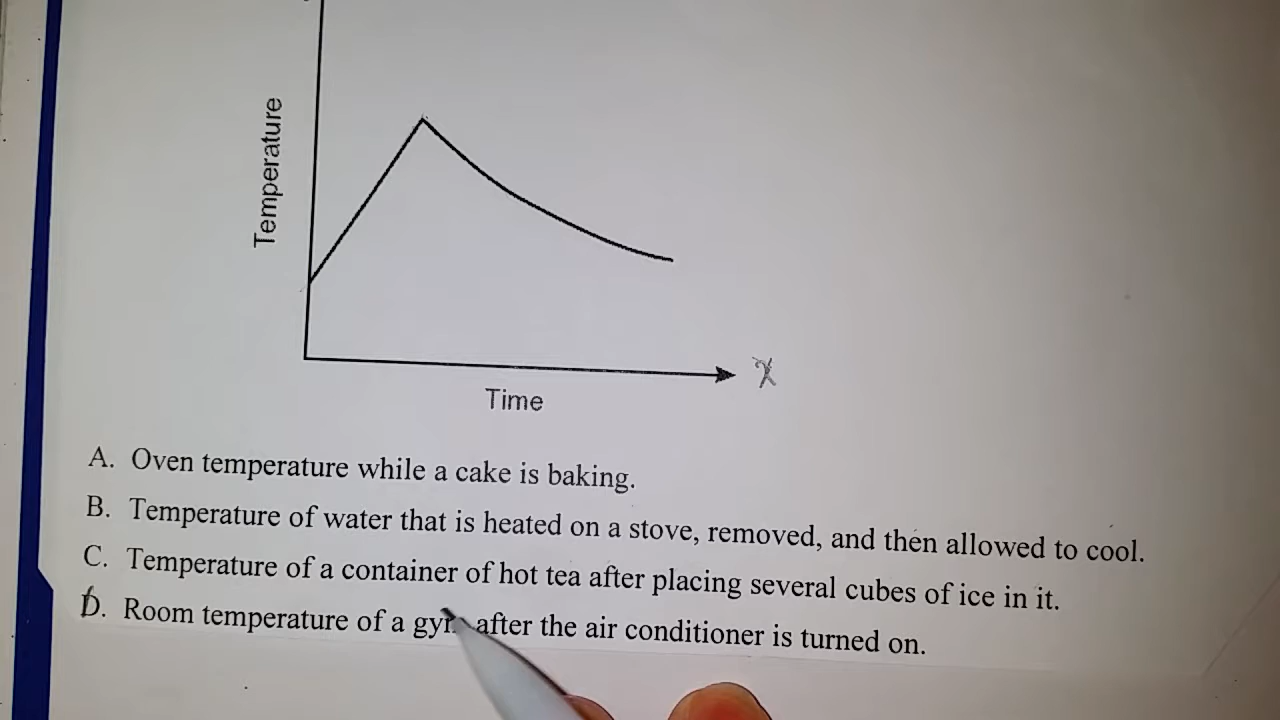 Temperature
x
Time
A. Oven temperature while a cake is baking.
B. Temperature of water that is heated on a stove, removed, and then allowed to cool.
C. Temperature of a container of hot tea after placing several cubes of ice in it.
D. Room temperature of a after the air conditioner is turned on.